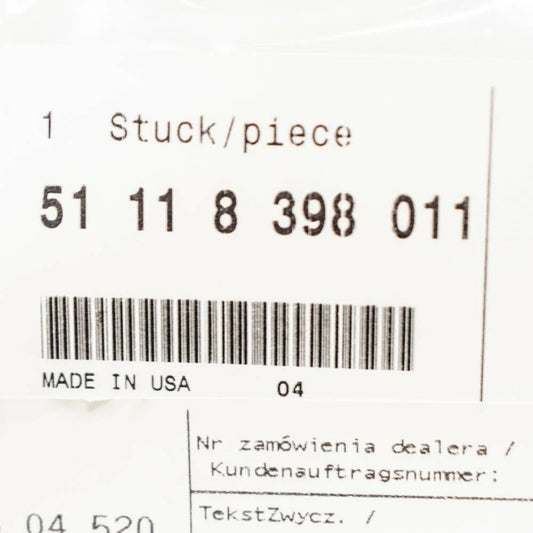 1 Stuck/piece
51 11 8 398 011
MADE IN USA 04
Nr zamówienia dealera /
Kundenauftragsnummer:
04 520
TekstZwycz. /